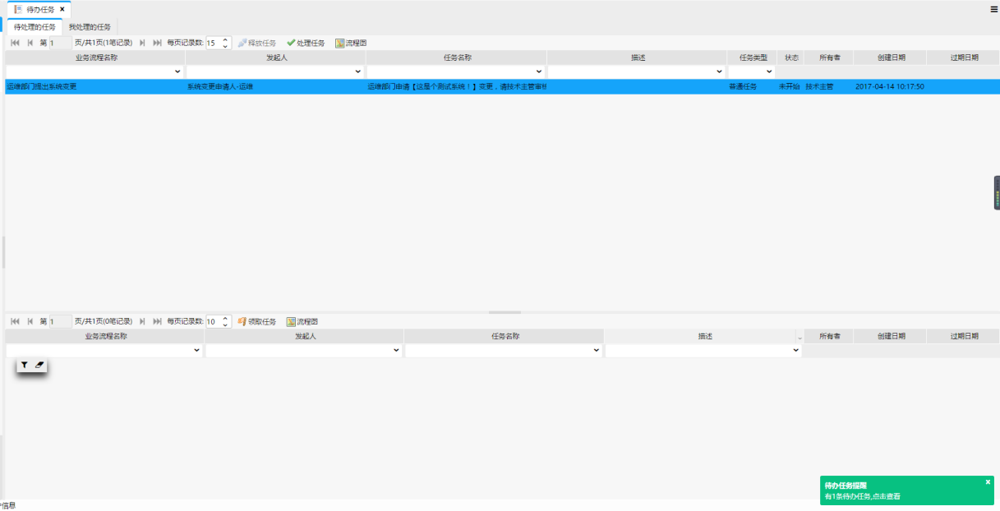 待办任务 ×
待处理的任务 我处理的任务
第 1 页/共1页(1笔记录) 每页记录数: 15 释放任务 处理任务 流程图
业务流程名称 发起人 任务名称 描述 任务类型 状态 所有者 创建日期 过期日期
运维部门提出系统变更 系统变更申请人-运维 运维部门申请【这是个测试系统！】变更，请技术主管审核 普通任务 未开始 技术主管 2017-04-14 10:17:50
第 1 页/共1页(0笔记录) 每页记录数: 10 领取任务 流程图
业务流程名称 发起人 任务名称 描述 所有者 创建日期 过期日期
待办任务提醒 ×
有1条待办任务,点击查看
信息